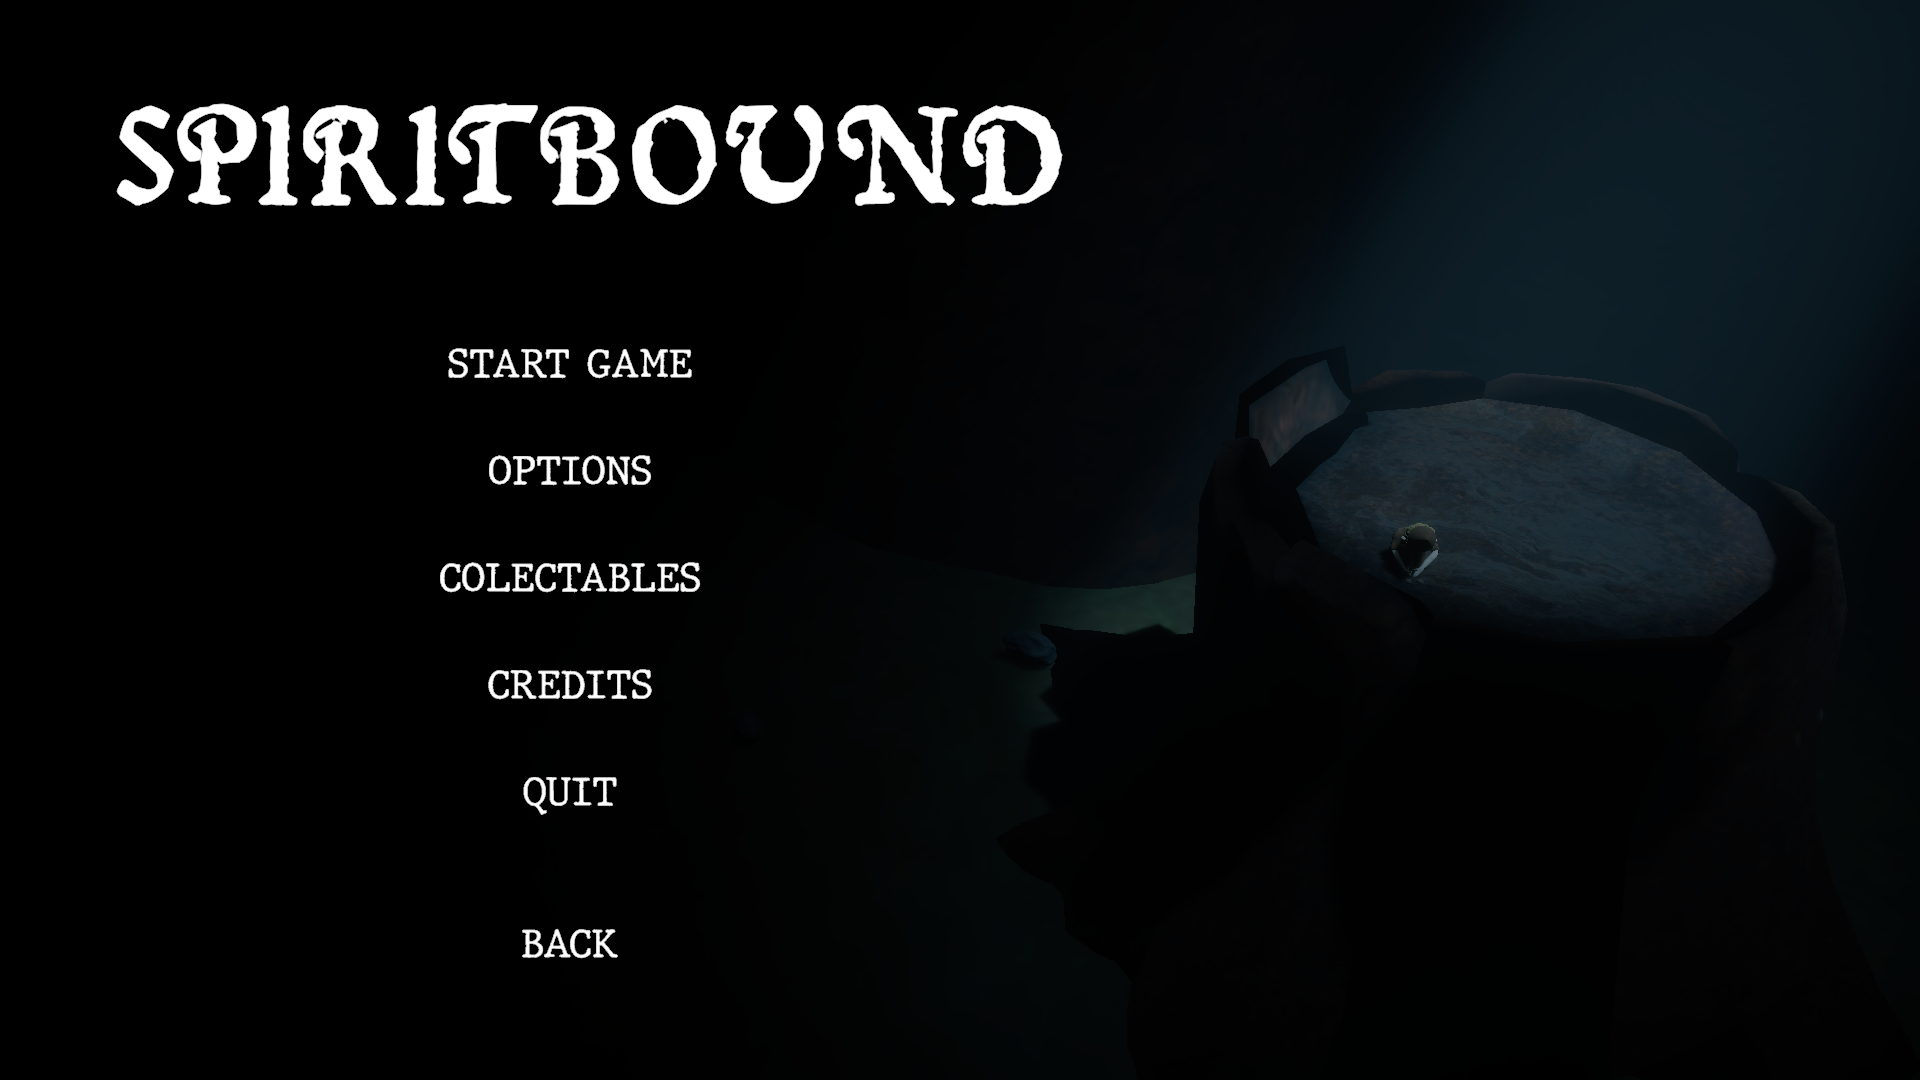 SPIRITBOUND
START GAME
OPTIONS
COLECTABLES
CREDITS
QUIT
BACK